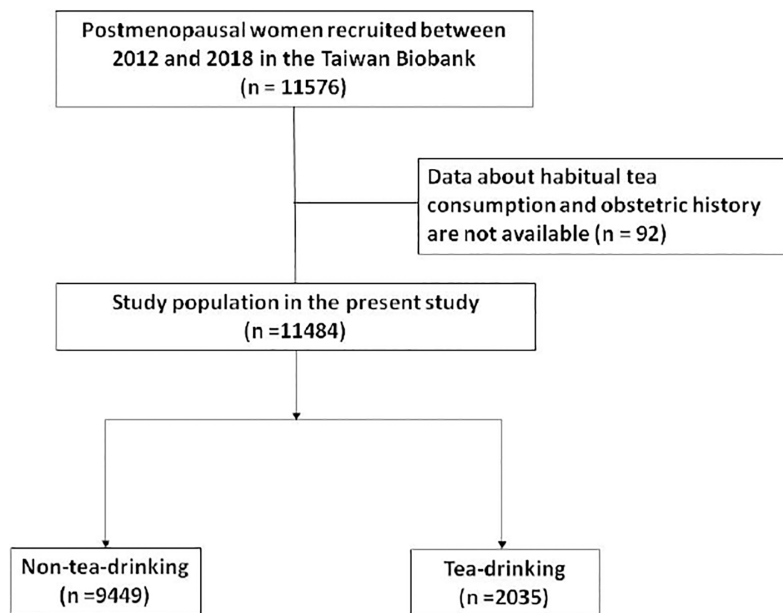 Postmenopausal women recruited between
2012 and 2018 in the Taiwan Biobank
(n = 11576)
Data about habitual tea
consumption and obstetric history
are not available (n = 92)
Study population in the present study
(n =11484)
Non-tea-drinking
(n =9449)
Tea-drinking
(n =2035)